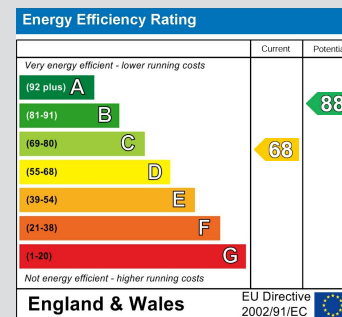 Energy Efficiency Rating
Current Potentia
Very energy efficient - lower running costs
(92 plus) A
(81-91) B
88
(69-80) C
68
(55-68) D
(39-54) E
(21-38) F
(1-20) G
Not energy efficient - higher running costs
England & Wales
EU Directive
2002/91/EC